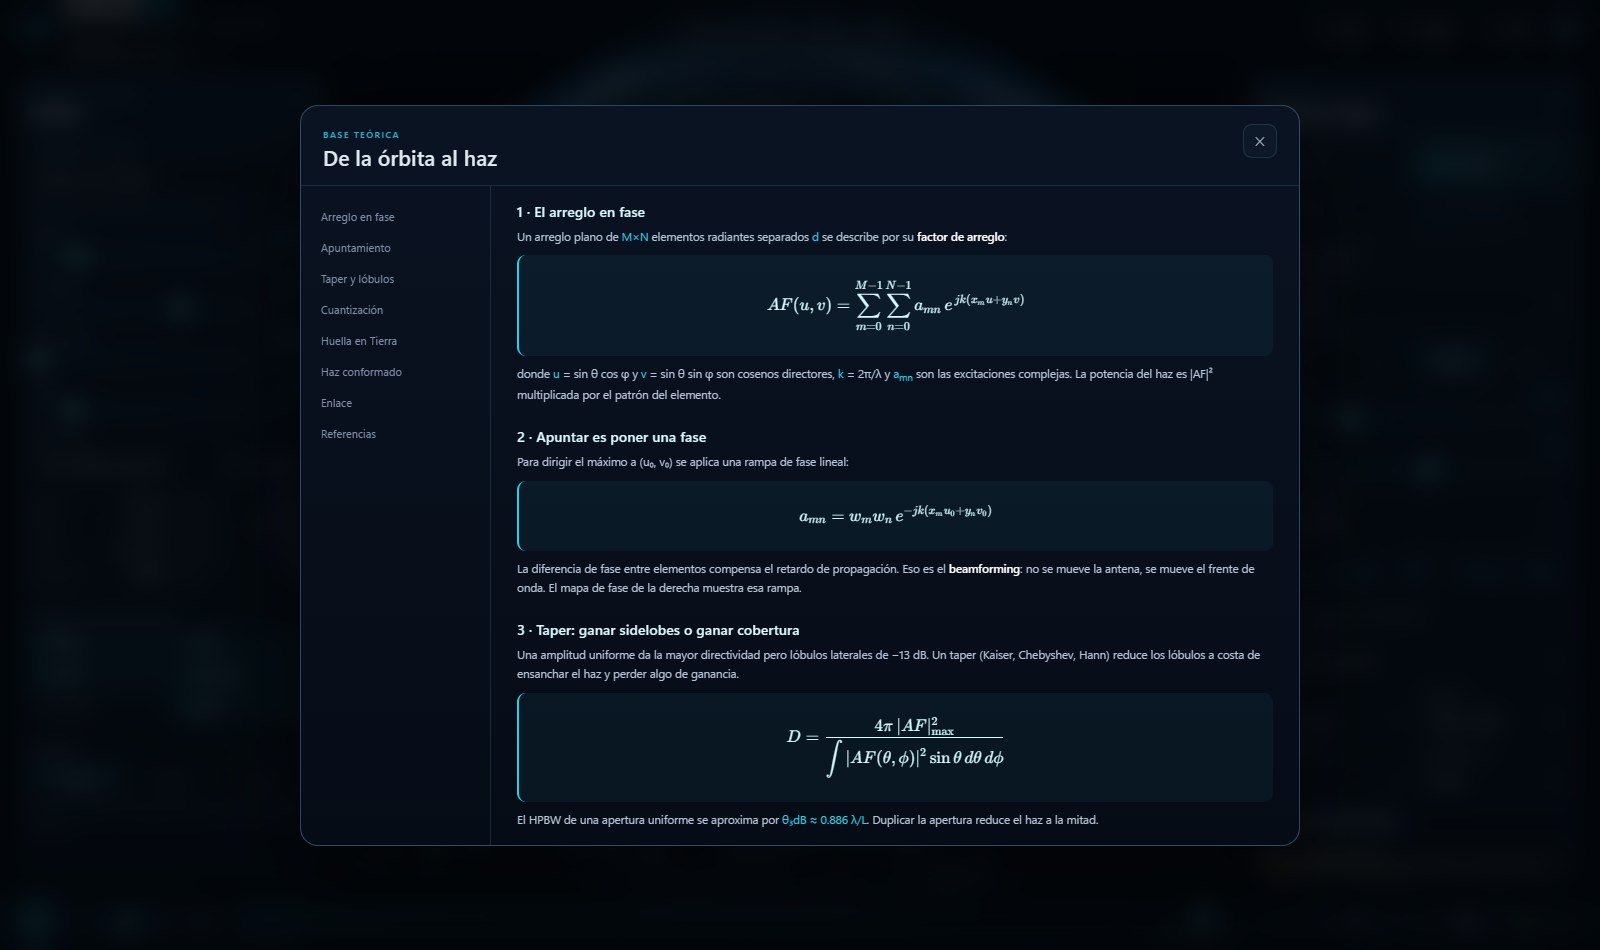 BASE TEÓRICA
De la órbita al haz
×
Arreglo en fase
Apuntamiento
Taper y lóbulos
Cuantización
Huella en Tierra
Haz conformado
Enlace
Referencias
1 · El arreglo en fase
Un arreglo plano de M×N elementos radiantes separados d se describe por su factor de arreglo:
AF(u, v) = ∑_{m=0}^{M−1} ∑_{n=0}^{N−1} a_{mn} e^{jk(x_m u+y_n v)}
donde u = sin θ cos φ y v = sin θ sin φ son cosenos directores, k = 2π/λ y a_{mn} son las excitaciones complejas. La potencia del haz es |AF|²
multiplicada por el patrón del elemento.
2 · Apuntar es poner una fase
Para dirigir el máximo a (u₀, v₀) se aplica una rampa de fase lineal:
a_{mn} = w_m w_n e^{−jk(x_m u_0+y_n v_0)}
La diferencia de fase entre elementos compensa el retardo de propagación. Eso es el beamforming: no se mueve la antena, se mueve el frente de
onda. El mapa de fase de la derecha muestra esa rampa.
3 · Taper: ganar sidelobes o ganar cobertura
Una amplitud uniforme da la mayor directividad pero lóbulos laterales de −13 dB. Un taper (Kaiser, Chebyshev, Hann) reduce los lóbulos a costa de
ensanchar el haz y perder algo de ganancia.
D = 4π |AF|²_{max} / ∫ |AF(θ, ϕ)|² sin θ dθ dϕ
El HPBW de una apertura uniforme se aproxima por θ₃dB ≈ 0.886 λ/L. Duplicar la apertura reduce el haz a la mitad.